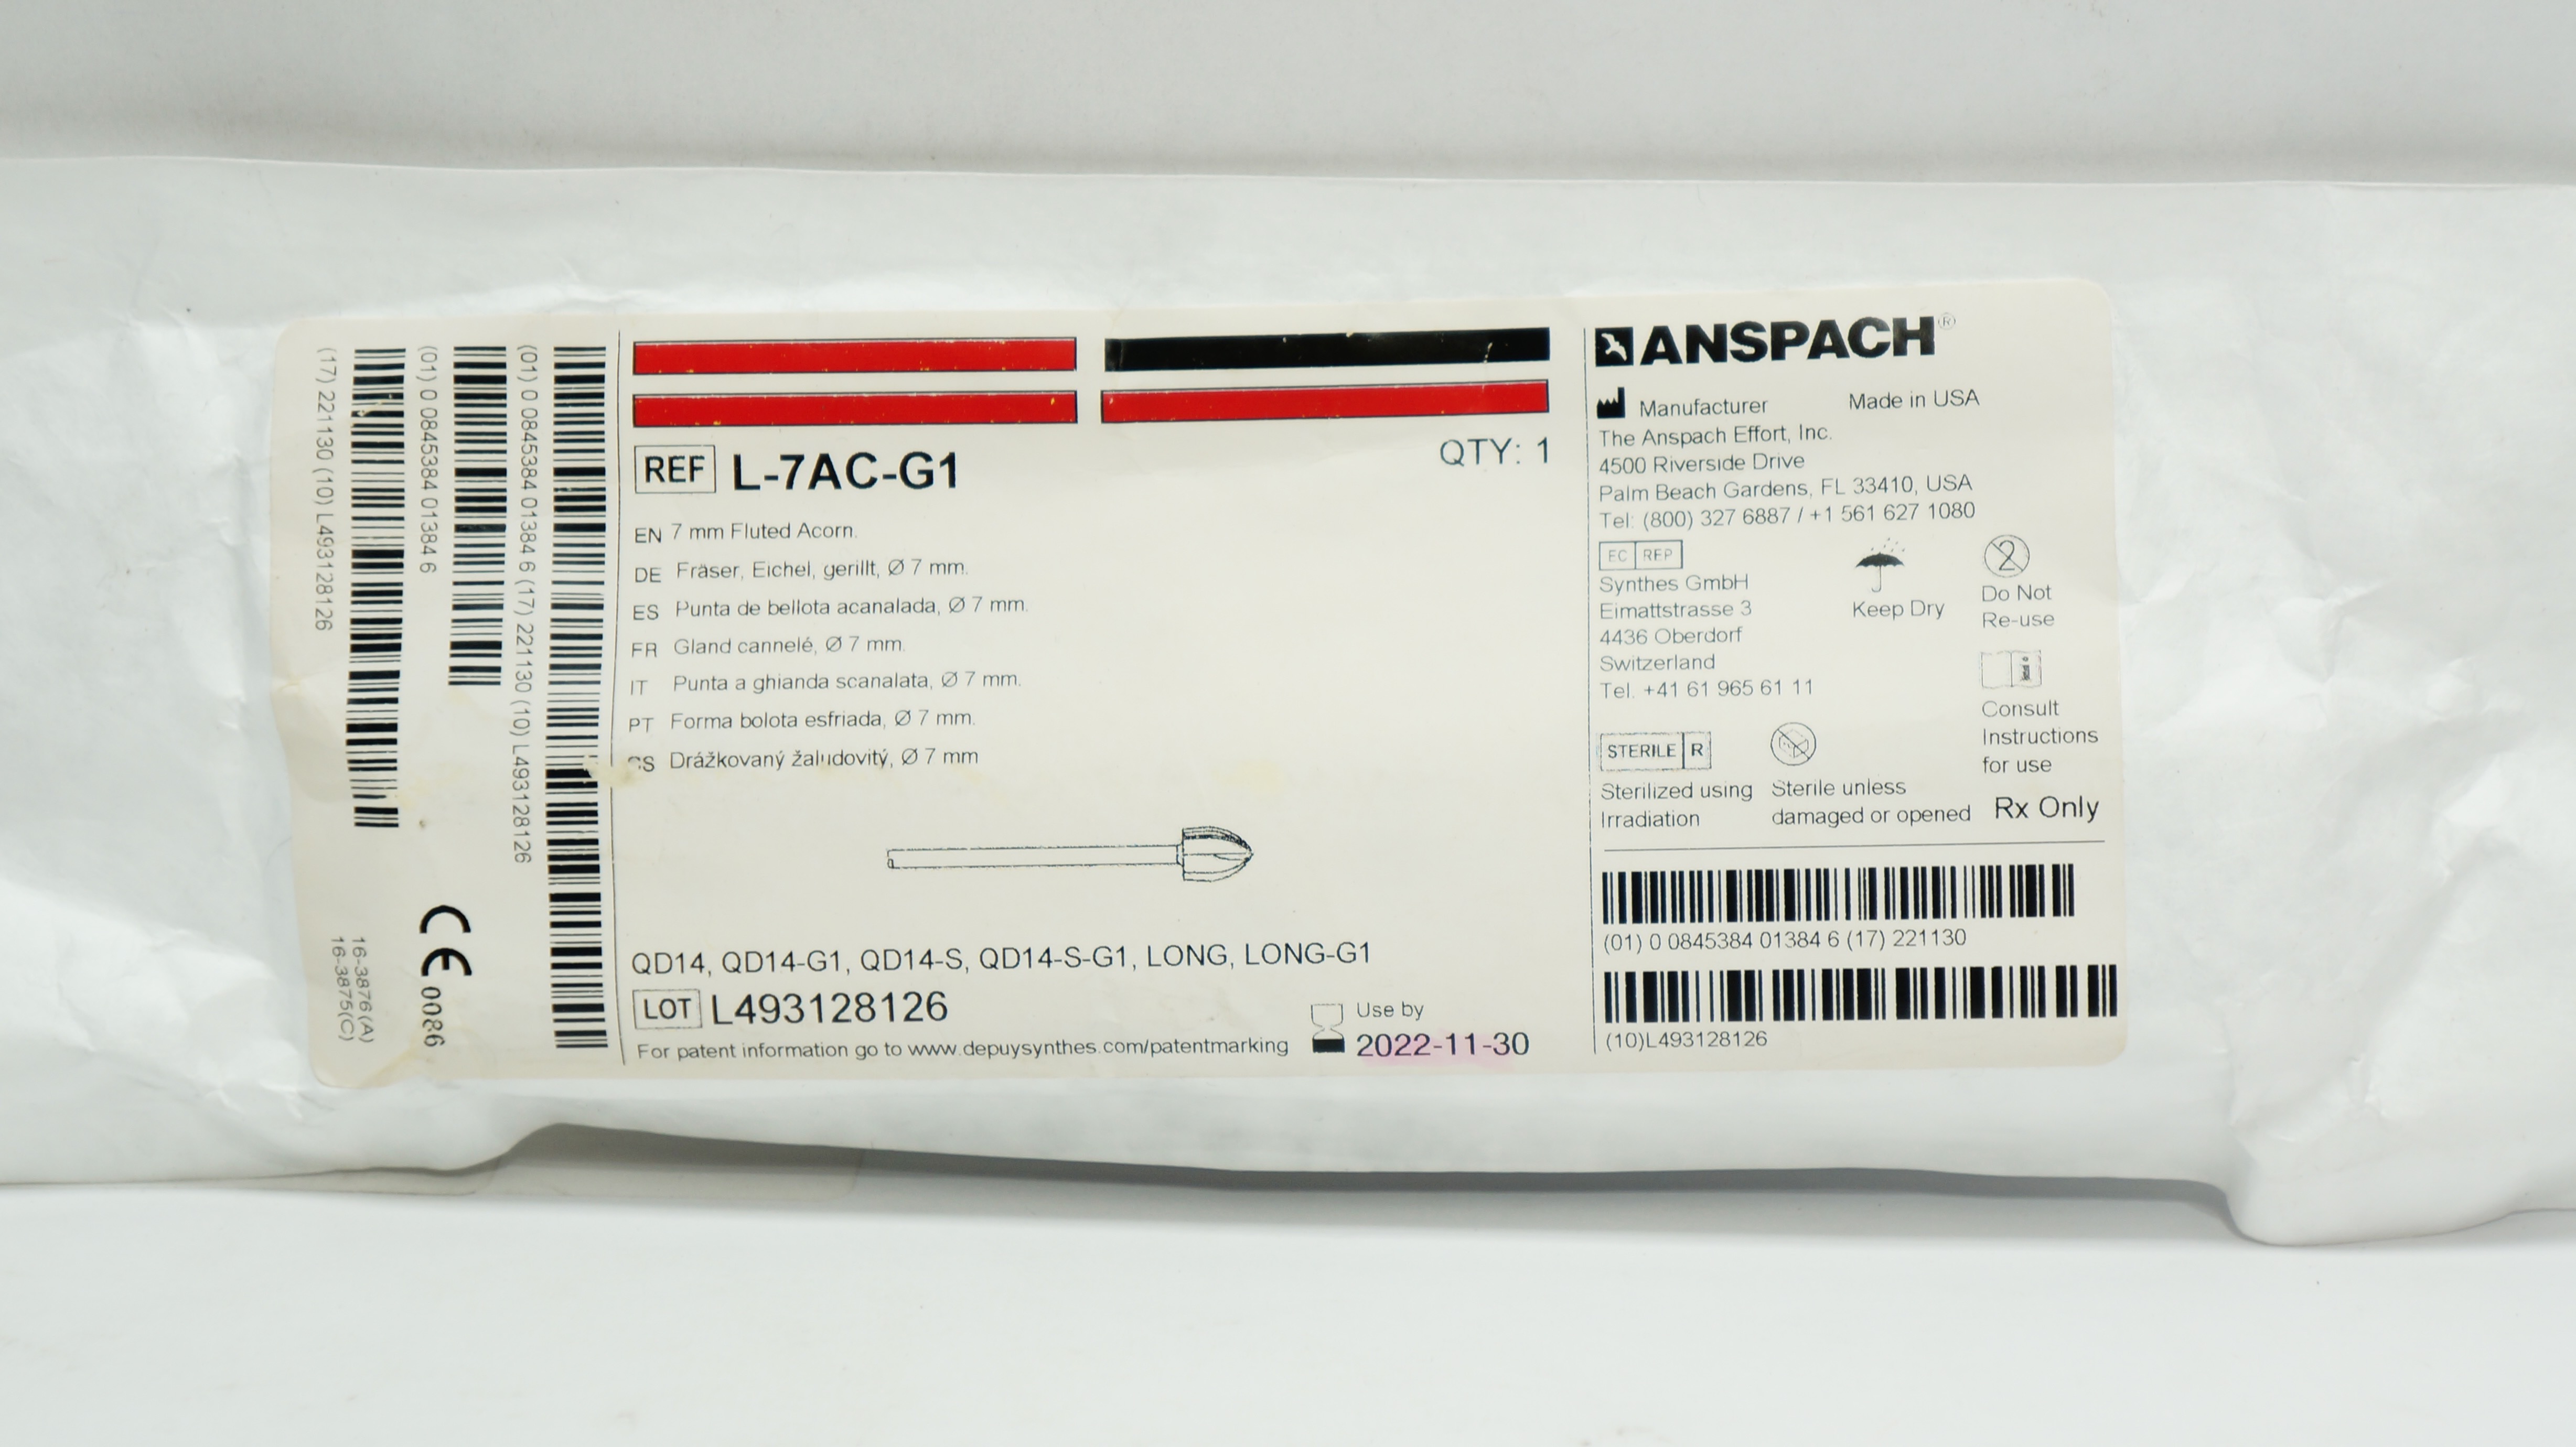 (17) 221130 (10) L493128126
(01) 0 0845384 01384 6
(01) 0 0845384 01384 6 (17) 221130 (10) L493128126
16-3876(A)
16-3875(C)
CE 0086
REF L-7AC-G1
QTY: 1
EN 7 mm Fluted Acorn.
DE Fräser, Eichel, gerillt, Ø 7 mm.
ES Punta de bellota acanalada, Ø 7 mm.
FR Gland cannelé, Ø 7 mm.
IT Punta a ghianda scanalata, Ø 7 mm.
PT Forma bolota esfriada, Ø 7 mm.
CS Drážkovaný žaludovitý, Ø 7 mm
QD14, QD14-G1, QD14-S, QD14-S-G1, LONG, LONG-G1
LOT L493128126
For patent information go to www.depuysynthes.com/patentmarking
Use by
2022-11-30
ANSPACH®
Manufacturer Made in USA
The Anspach Effort, Inc.
4500 Riverside Drive
Palm Beach Gardens, FL 33410, USA
Tel: (800) 327 6887 / +1 561 627 1080
EC REP
Synthes GmbH
Eimattstrasse 3
4436 Oberdorf
Switzerland
Tel. +41 61 965 61 11
Keep Dry
2
Do Not
Re-use
i
Consult
Instructions
for use
STERILE R
Sterilized using
Irradiation
Sterile unless
damaged or opened
Rx Only
(01) 0 0845384 01384 6 (17) 221130
(10)L493128126